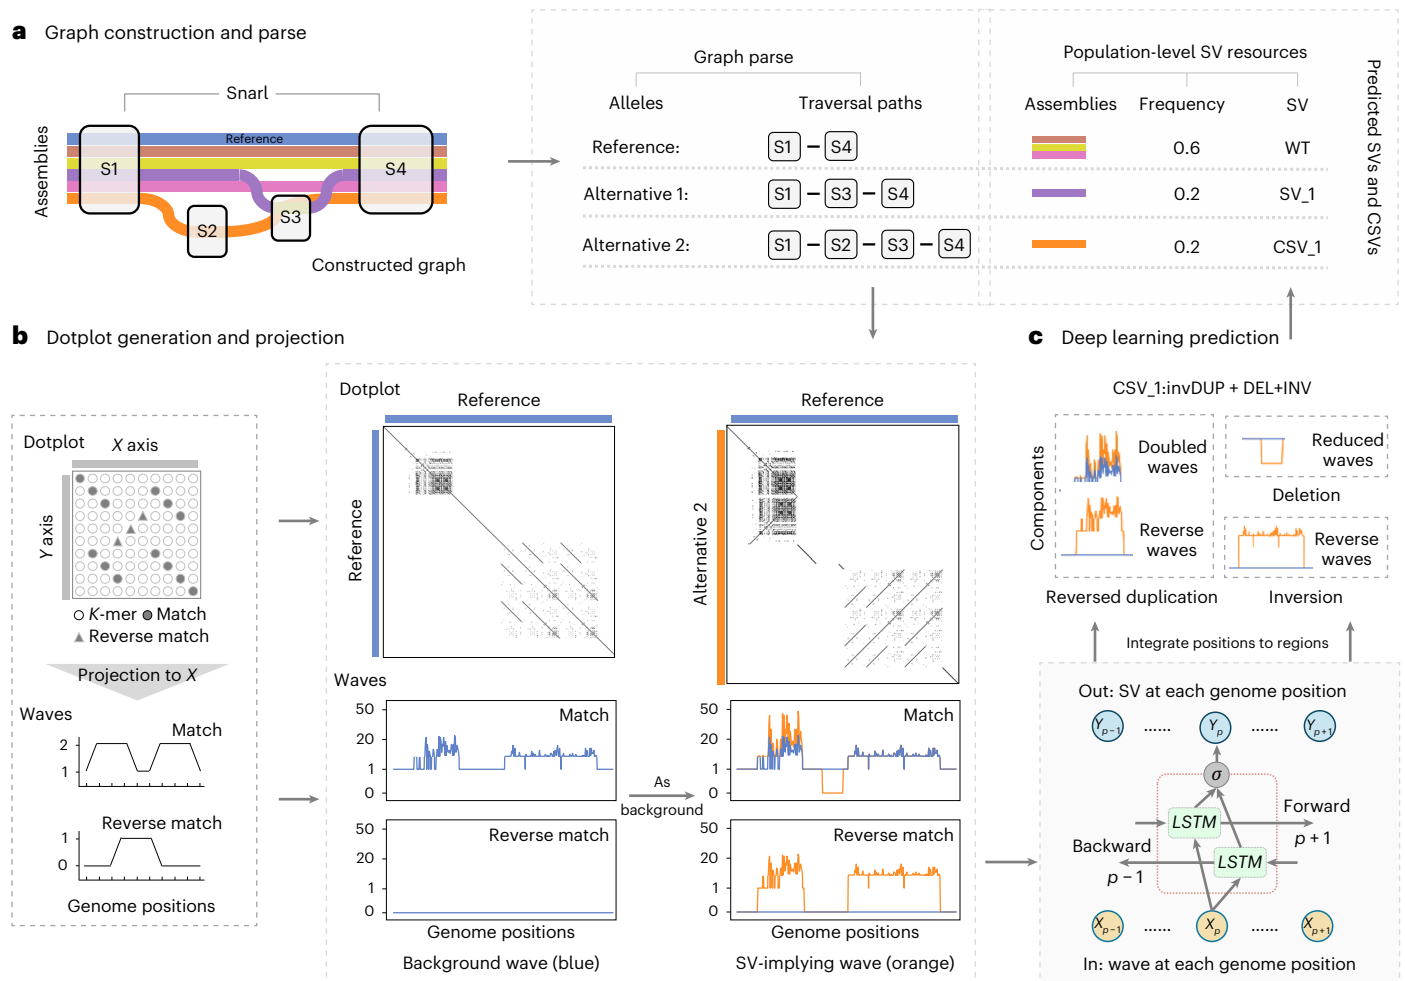 a Graph construction and parse
Snarl
Assemblies
Reference
S1
S4
S2
S3
Constructed graph
Graph parse
Alleles Traversal paths
Reference: S1 – S4
Alternative 1: S1 – S3 – S4
Alternative 2: S1 – S2 – S3 – S4
Population-level SV resources
Assemblies Frequency SV
0.6 WT
0.2 SV_1
0.2 CSV_1
Predicted SVs and CSVs
b Dotplot generation and projection
Dotplot
X axis
Y axis
K-mer Match
Reverse match
Projection to X
Waves
Match
2
1
Reverse match
1
0
Genome positions
Dotplot
Reference
Reference
Reference
Alternative 2
Waves
50
20
1
0
Match
50
20
1
0
Reverse match
Genome positions
Background wave (blue)
As
background
50
20
1
0
Match
50
20
1
0
Reverse match
Genome positions
SV-implying wave (orange)
c Deep learning prediction
CSV_1:invDUP + DEL+INV
Components
Doubled
waves
Reverse
waves
Reversed duplication
Reduced
waves
Deletion
Reverse
waves
Inversion
Integrate positions to regions
Out: SV at each genome position
Yp−1 ...... Yp ...... Yp+1
σ
LSTM
Forward
p + 1
Backward
p − 1
LSTM
Xp−1 ...... Xp ...... Xp+1
In: wave at each genome position